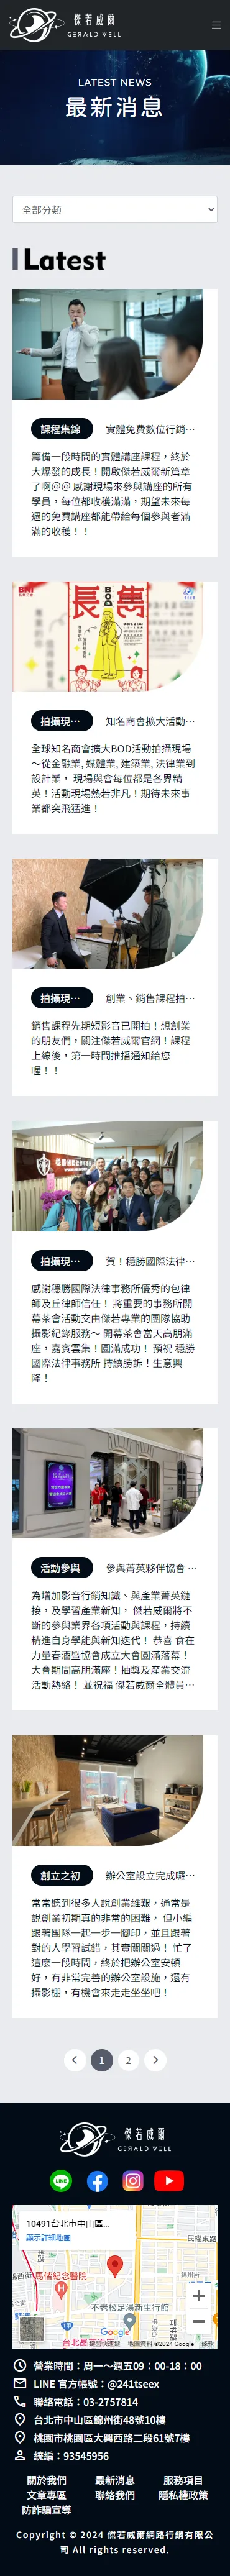 傑若威爾
GERALD WELL
LATEST NEWS
最新消息
全部分類
Latest
課程集錦
實體免費數位行銷…
籌備一段時間的實體講座課程，終於
大爆發的成長！開啟傑若威爾新篇章
了啊＠＠ 感謝現場來參與講座的所有
學員，每位都收穫滿滿，期望未來每
週的免費講座都能帶給每個參與者滿
滿的收穫！！
BNI
BOD
長雋
拍攝現…
知名商會擴大活動…
全球知名商會擴大BOD活動拍攝現場
～從金融業, 媒體業, 建築業, 法律業到
設計業， 現場與會每位都是各界精
英！活動現場熱若非凡！期待未來事
業都突飛猛進！
拍攝現…
創業、銷售課程拍…
銷售課程先期短影音已開拍！想創業
的朋友們，關注傑若威爾官網！課程
上線後，第一時間推播通知給您
喔！！
拍攝現…
賀！穩勝國際法律…
感謝穩勝國際法律事務所優秀的包律
師及丘律師信任！ 將重要的事務所開
幕茶會活動交由傑若專業的團隊協助
攝影紀錄服務～ 開幕茶會當天高朋滿
座，嘉賓雲集！圓滿成功！ 預祝 穩勝
國際法律事務所 持續勝訴！生意興
隆！
活動參與
參與菁英夥伴協會 …
為增加影音行銷知識、與產業菁英鏈
接，及學習產業新知， 傑若威爾將不
斷的參與業界各項活動與課程，持續
精進自身學能與新知迭代！ 恭喜 食在
力量春酒暨協會成立大會圓滿落幕！
大會期間高朋滿座！抽獎及產業交流
活動熱絡！ 並祝福 傑若威爾全體員…
創立之初
辦公室設立完成囉…
常常聽到很多人說創業維艱，通常是
說創業初期真的非常的困難， 但小編
跟著團隊一起一步一腳印，並且跟著
對的人學習試錯，其實關關過！ 忙了
這麼一段時間，終於把辦公室安頓
好，有非常完善的辦公室設施，還有
攝影棚，有機會來走走坐坐吧！
1
2
傑若威爾
GERALD WELL
10491台北市中山區...
顯示詳細地圖
民權東路
馬偕紀念醫院
不老松足湯新生行館
Google
鍵盤快速鍵
地圖資料 ©2024 Google
條款
營業時間：周一～週五09：00-18：00
LINE 官方帳號：@241tseex
聯絡電話：03-2757814
台北市中山區錦州街48號10樓
桃園市桃園區大興西路二段61號7樓
統編：93545956
關於我們
最新消息
服務項目
文章專區
聯絡我們
隱私權政策
防詐騙宣導
Copyright © 2024 傑若威爾網路行銷有限公
司 All rights reserved.